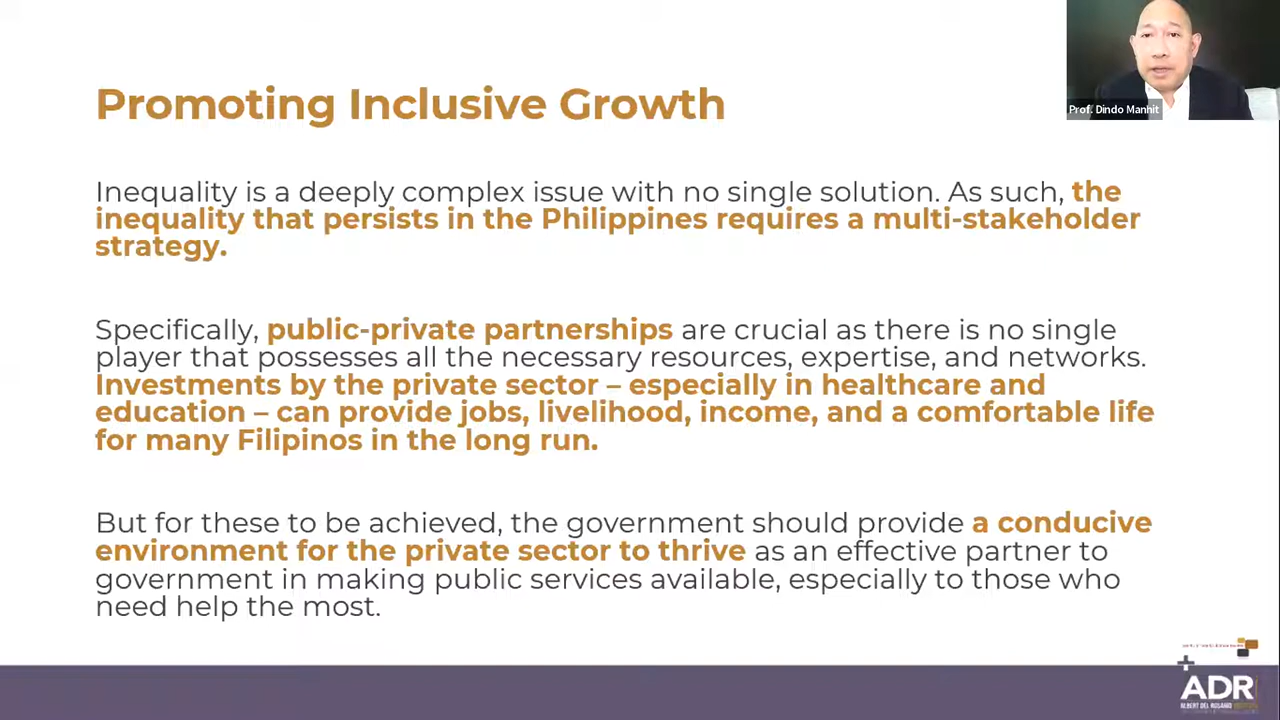 Prof. Dindo Manhit
Promoting Inclusive Growth
Inequality is a deeply complex issue with no single solution. As such, the
inequality that persists in the Philippines requires a multi-stakeholder
strategy.
Specifically, public-private partnerships are crucial as there is no single
player that possesses all the necessary resources, expertise, and networks.
Investments by the private sector – especially in healthcare and
education – can provide jobs, livelihood, income, and a comfortable life
for many Filipinos in the long run.
But for these to be achieved, the government should provide a conducive
environment for the private sector to thrive as an effective partner to
government in making public services available, especially to those who
need help the most.
ADR
ALBERT DEL ROSARIO